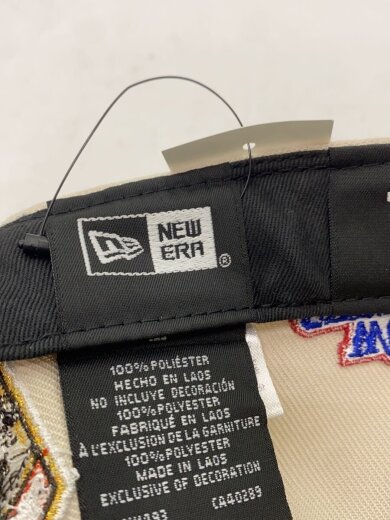 NEW
ERA
®
100% POLIÉSTER
HECHO EN LAOS
NO INCLUYE DECORACIÓN
100% POLYESTER
FABRIQUÉ EN LAOS
À L'EXCLUSION DE LA GARNITURE
100% POLYESTER
MADE IN LAOS
EXCLUSIVE OF DECORATION
CA40289